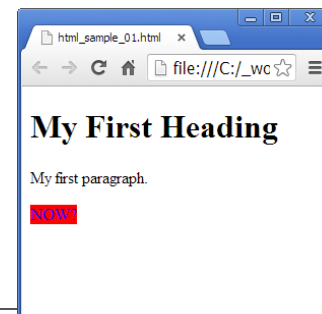 html_sample_01.html
file:///C:/_wc
My First Heading
My first paragraph.
NOW?